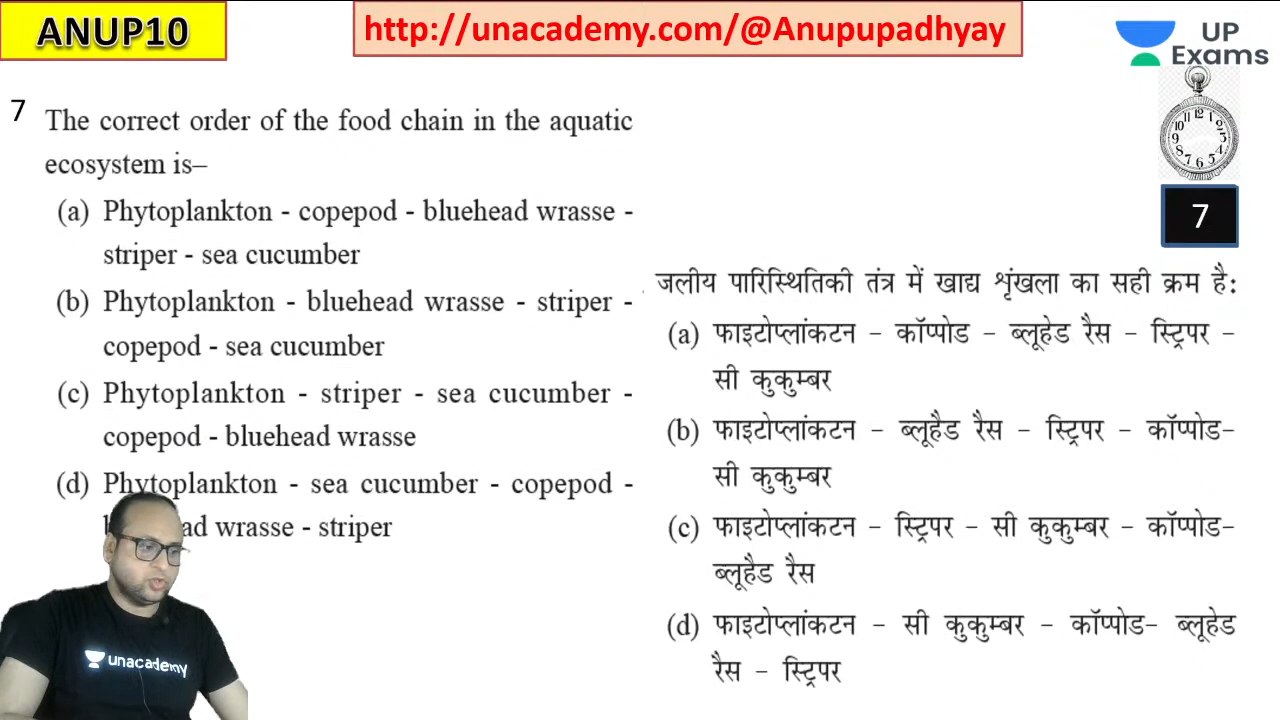 ANUP10
http://unacademy.com/@Anupupadhyay
UP
Exams
7
7
The correct order of the food chain in the aquatic
ecosystem is–
(a) Phytoplankton - copepod - bluehead wrasse -
striper - sea cucumber
(b) Phytoplankton - bluehead wrasse - striper -
copepod - sea cucumber
(c) Phytoplankton - striper - sea cucumber -
copepod - bluehead wrasse
(d) Phytoplankton - sea cucumber - copepod -
wrasse - striper
जलीय पारिस्थितिकी तंत्र में खाद्य शृंखला का सही क्रम है:
(a) फाइटोप्लांकटन - कॉप्पोड - ब्लूहेड रैस - स्ट्रिपर -
सी कुकुम्बर
(b) फाइटोप्लांकटन - ब्लूहैड रैस - स्ट्रिपर - कॉप्पोड-
सी कुकुम्बर
(c) फाइटोप्लांकटन - स्ट्रिपर - सी कुकुम्बर - कॉप्पोड-
ब्लूहैड रैस
(d) फाइटोप्लांकटन - सी कुकुम्बर - कॉप्पोड- ब्लूहेड
रैस - स्ट्रिपर
unacademy